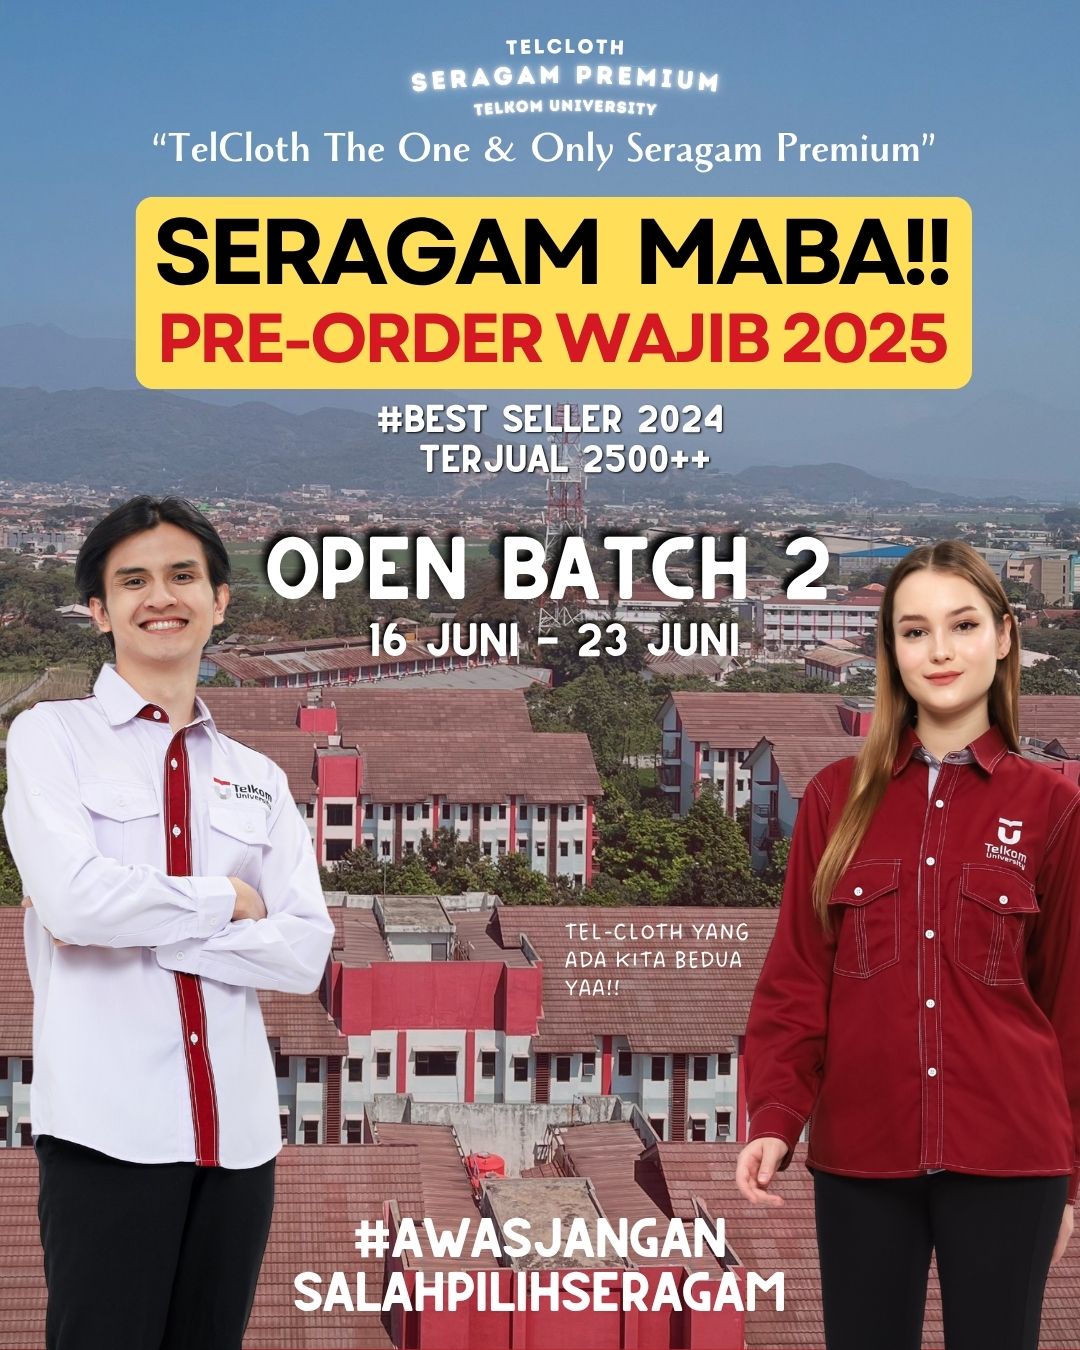 TELCLOTH
SERAGAM PREMIUM
TELKOM UNIVERSITY
“TelCloth The One & Only Seragam Premium”
SERAGAM MABA!!
PRE-ORDER WAJIB 2025
#BEST SELLER 2024
TERJUAL 2500++
OPEN BATCH 2
16 JUNI - 23 JUNI
Telkom
University
Telkom
University
TEL-CLOTH YANG
ADA KITA BEDUA
YAA!!
#AWASJANGAN
SALAHPILIHSERAGAM